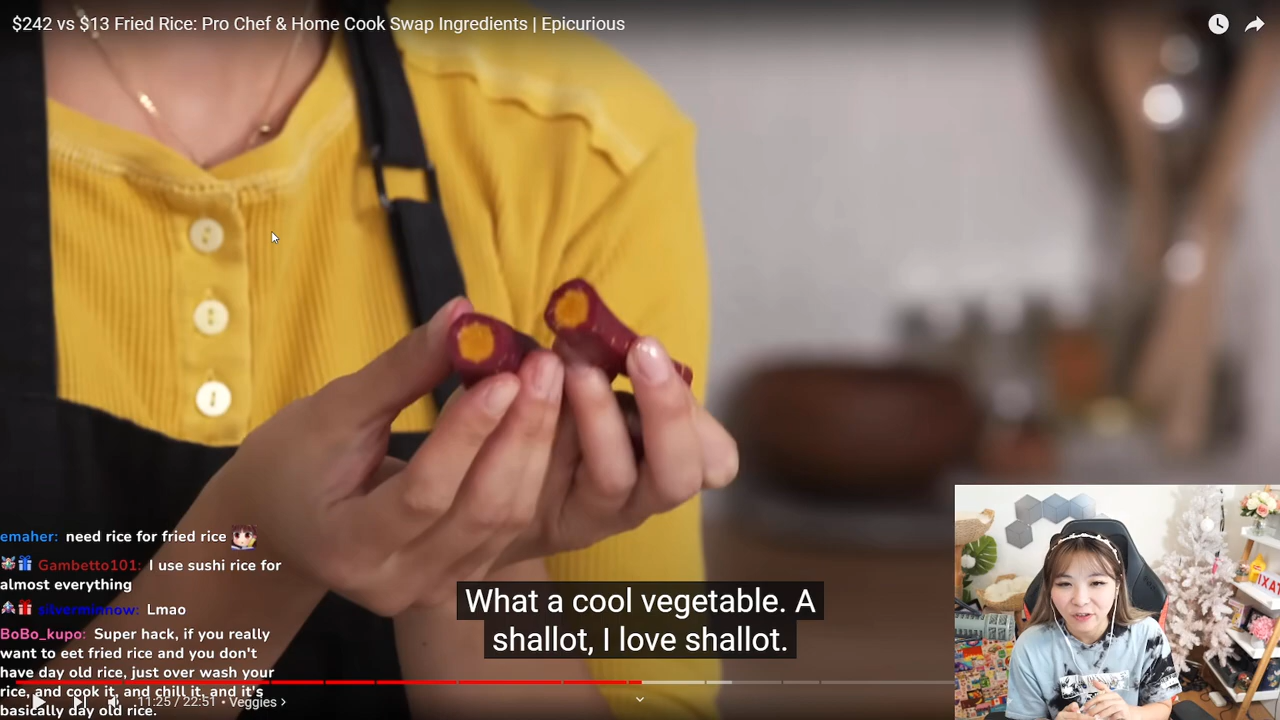 $242 vs $13 Fried Rice: Pro Chef & Home Cook Swap Ingredients | Epicurious
emaher: need rice for fried rice
Gambetto101: I use sushi rice for
almost everything
silverminnow: Lmao
BoBo_kupo: Super hack, if you really
want to eet fried rice and you don't
have day old rice, just over wash your
rice, and cook it, and chill it, and it's
basically day old rice.
What a cool vegetable. A
shallot, I love shallot.
11:25 / 22:51 • Veggies >